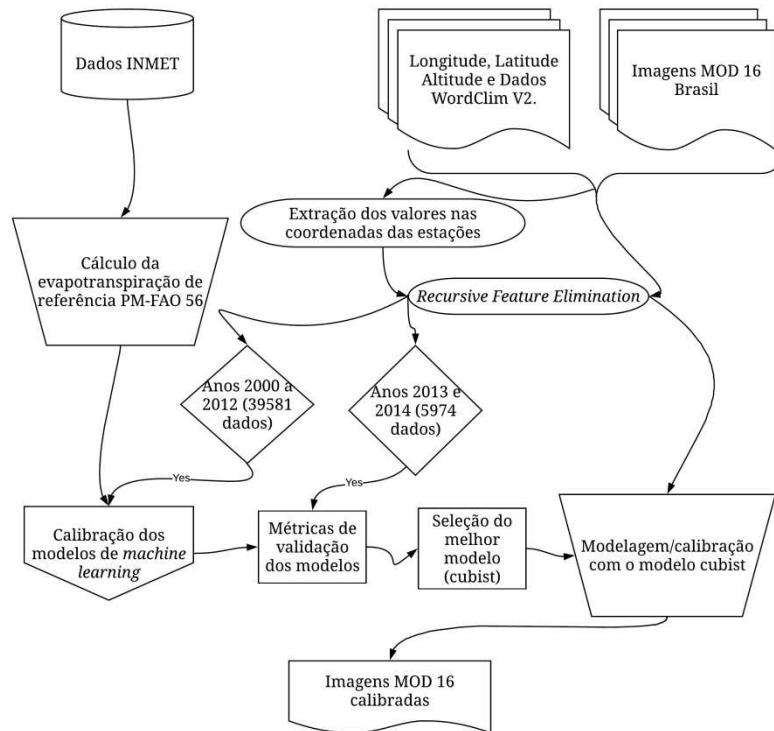 Dados INMET
Longitude, Latitude
Altitude e Dados
WordClim V2.
Imagens MOD 16
Brasil
Extração dos valores nas
coordenadas das estações
Cálculo da
evapotranspiração de
referência PM-FAO 56
Recursive Feature Elimination
Anos 2000 a
2012 (39581
dados)
Anos 2013 e
2014 (5974
dados)
Yes
Yes
Calibração dos
modelos de machine
learning
Métricas de
validação
dos modelos
Seleção do
melhor
modelo
(cubist)
Modelagem/calibração
com o modelo cubist
Imagens MOD 16
calibradas